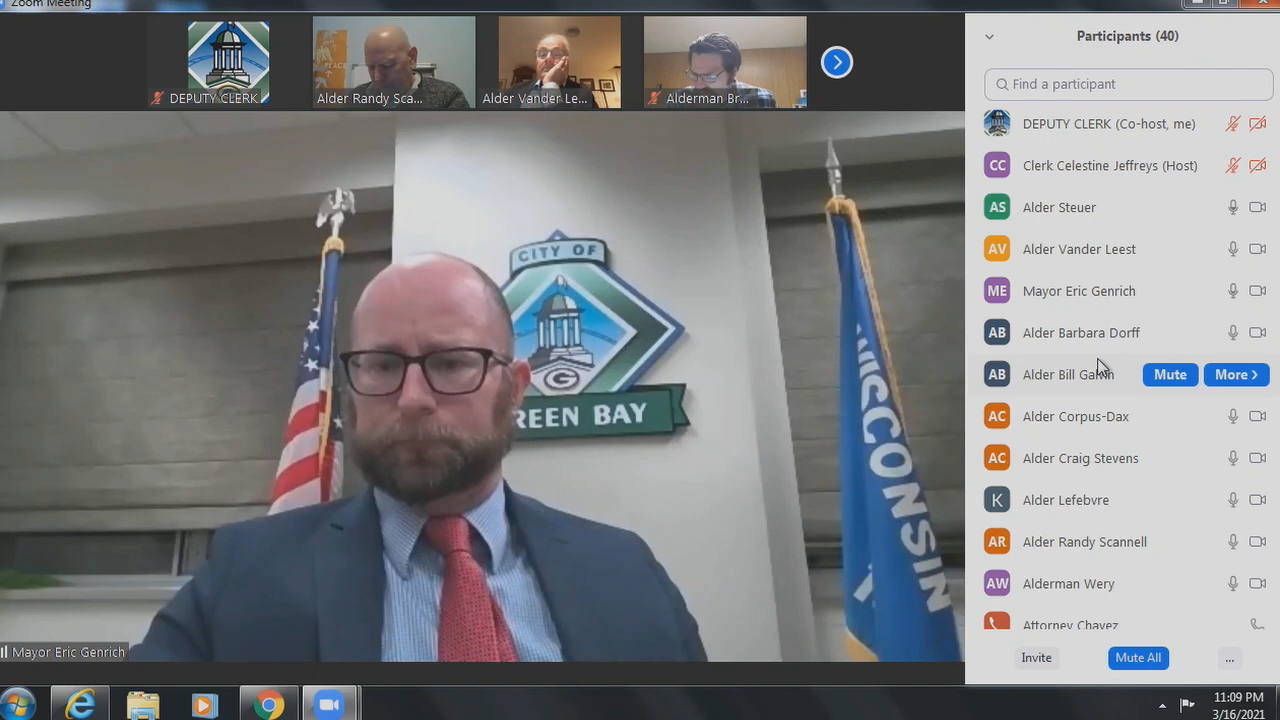 Zoom Meeting
DEPUTY CLERK
Alder Randy Sca...
Alder Vander Le...
Alderman Br...
PEACE
CITY OF
G
GREEN BAY
WISCONSIN
Mayor Eric Genrich
Participants (40)
Find a participant
DEPUTY CLERK (Co-host, me)
CC Clerk Celestine Jeffreys (Host)
AS Alder Steuer
AV Alder Vander Leest
ME Mayor Eric Genrich
AB Alder Barbara Dorff
AB Alder Bill Mute More >
AC Alder Corpus-Dax
AC Alder Craig Stevens
K Alder Lefebvre
AR Alder Randy Scannell
AW Alderman Wery
Attorney Chavez
Invite Mute All ...
11:09 PM
3/16/2021